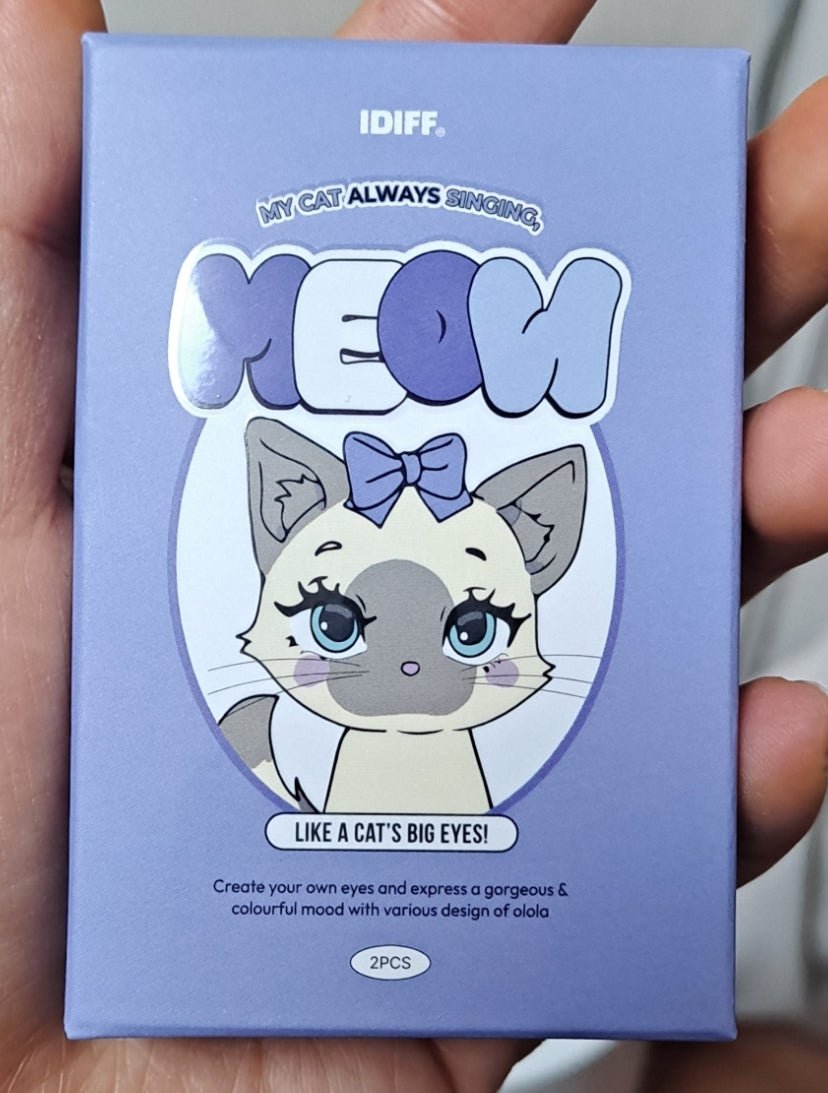 IDIFF®
MY CAT ALWAYS SINGING,
MEOW
LIKE A CAT'S BIG EYES!
Create your own eyes and express a gorgeous &
colourful mood with various design of olola
2PCS